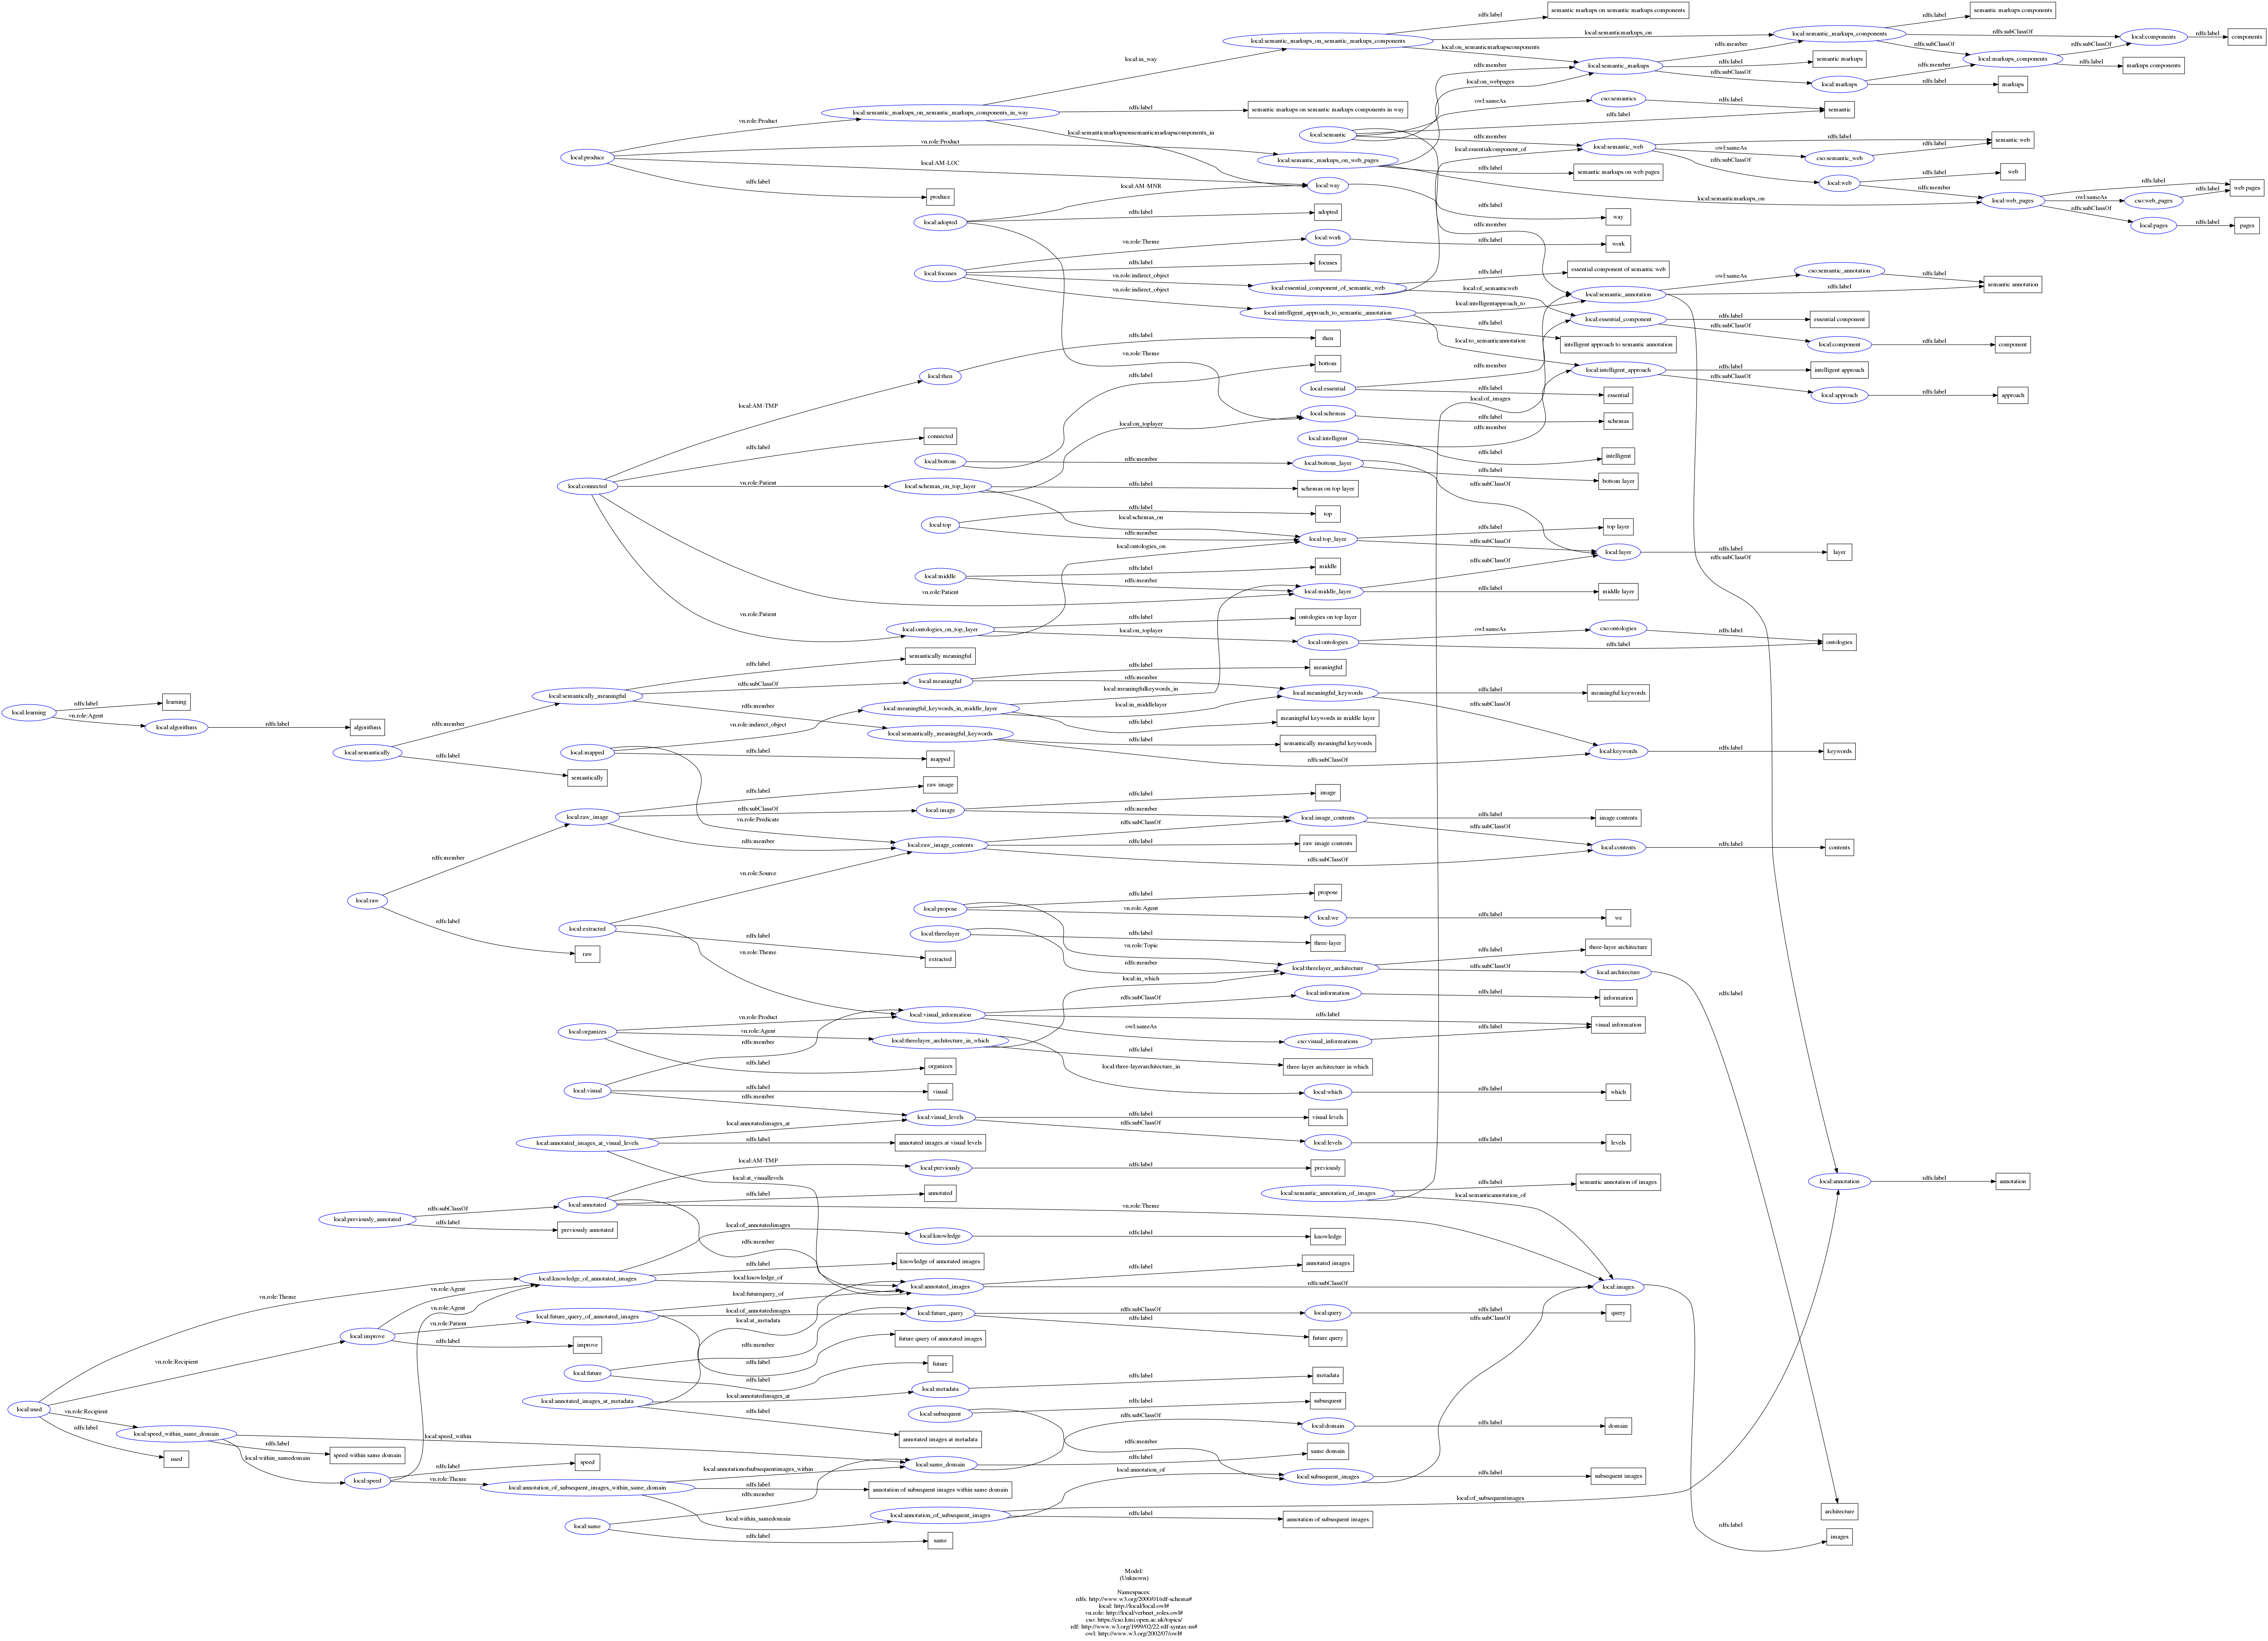 rdfs:label
semantic markups on semantic markups components
rdfs:label
semantic markups components
local:semantic_markups_on_semantic_markups_components
local:semanticmarkups_on
local:semantic_markups_components
rdfs:subClassOf
local:components
rdfs:label
components
local:in_way
local:on_semanticmarkupscomponents
rdfs:member
rdfs:label
semantic markups
rdfs:subClassOf
local:markups_components
rdfs:subClassOf
rdfs:label
markups components
rdfs:member
local:semantic_markups
rdfs:subClassOf
local:markups
rdfs:member
rdfs:label
markups
local:on_webpages
owl:sameAs
cso:semantics
rdfs:label
semantic
local:semantic_markups_on_semantic_markups_components_in_way
rdfs:label
semantic markups on semantic markups components in way
vn.role:Product
rdfs:label
local:semanticmarkupsonsemanticmarkupscomponents_in
local:semantic
rdfs:member
local:semantic_web
rdfs:label
semantic web
owl:sameAs
cso:semantic_web
rdfs:label
local:produce
vn.role:Product
local:semantic_markups_on_web_pages
local:essentialcomponent_of
rdfs:label
semantic markups on web pages
rdfs:subClassOf
local:web
rdfs:label
web
local:AM-LOC
local:way
rdfs:member
local:web_pages
rdfs:label
web pages
owl:sameAs
cso:web_pages
rdfs:label
rdfs:subClassOf
local:pages
rdfs:label
pages
rdfs:label
produce
local:AM-MNR
local:semanticmarkups_on
local:adopted
rdfs:label
adopted
rdfs:label
way
rdfs:member
vn.role:Theme
local:work
rdfs:label
work
local:focuses
rdfs:label
focuses
vn.role:indirect_object
local:essential_component_of_semantic_web
rdfs:label
essential component of semantic web
local:of_semanticweb
owl:sameAs
cso:semantic_annotation
rdfs:label
semantic annotation
local:semantic_annotation
rdfs:label
vn.role:indirect_object
local:intelligent_approach_to_semantic_annotation
local:intelligentapproach_to
rdfs:label
intelligent approach to semantic annotation
local:essential_component
rdfs:label
essential component
rdfs:subClassOf
local:component
rdfs:label
component
local:to_semanticannotation
rdfs:label
then
vn.role:Theme
rdfs:label
bottom
rdfs:member
local:intelligent_approach
rdfs:label
intelligent approach
rdfs:subClassOf
local:approach
rdfs:label
approach
local:then
local:essential
rdfs:label
essential
local:of_images
local:AM-TMP
local:schemas
rdfs:label
schemas
rdfs:member
rdfs:label
connected
local:on_toplayer
local:intelligent
rdfs:label
intelligent
local:bottom
rdfs:member
local:bottom_layer
rdfs:label
bottom layer
rdfs:subClassOf
local:connected
vn.role:Patient
local:schemas_on_top_layer
rdfs:label
schemas on top layer
local:top
rdfs:label
top
local:schemas_on
rdfs:member
local:top_layer
rdfs:label
top layer
rdfs:subClassOf
local:layer
rdfs:label
layer
local:ontologies_on
rdfs:subClassOf
local:middle
rdfs:label
middle
rdfs:member
rdfs:subClassOf
vn.role:Patient
local:middle_layer
rdfs:label
middle layer
vn.role:Patient
local:ontologies_on_top_layer
rdfs:label
ontologies on top layer
local:on_toplayer
local:ontologies
owl:sameAs
cso:ontologies
rdfs:label
ontologies
rdfs:label
rdfs:label
semantically meaningful
local:semantically_meaningful
rdfs:subClassOf
local:meaningful
rdfs:label
meaningful
rdfs:member
local:meaningfulkeywords_in
local:meaningful_keywords
rdfs:label
meaningful keywords
rdfs:subClassOf
local:learning
rdfs:label
learning
vn.role:Agent
local:algorithms
rdfs:label
algorithms
rdfs:member
rdfs:member
local:meaningful_keywords_in_middle_layer
local:in_middlelayer
rdfs:label
meaningful keywords in middle layer
vn.role:indirect_object
local:semantically_meaningful_keywords
rdfs:label
semantically meaningful keywords
local:semantically
local:mapped
rdfs:label
mapped
rdfs:subClassOf
local:keywords
rdfs:label
keywords
rdfs:label
semantically
rdfs:label
raw image
local:raw_image
rdfs:subClassOf
local:image
rdfs:label
image
rdfs:member
local:image_contents
rdfs:label
image contents
vn.role:Predicate
rdfs:subClassOf
rdfs:subClassOf
rdfs:member
local:raw_image_contents
rdfs:label
raw image contents
rdfs:subClassOf
local:contents
rdfs:label
contents
rdfs:member
vn.role:Source
local:raw
rdfs:label
raw
local:propose
rdfs:label
propose
vn.role:Agent
local:we
rdfs:label
we
local:extracted
rdfs:label
extracted
local:threelayer
rdfs:label
three-layer
vn.role:Topic
rdfs:label
three-layer architecture
vn.role:Theme
rdfs:member
local:threelayer_architecture
rdfs:subClassOf
local:architecture
local:in_which
rdfs:label
rdfs:subClassOf
local:information
rdfs:label
information
local:organizes
vn.role:Product
local:visual_information
rdfs:label
visual information
owl:sameAs
cso:visual_informations
rdfs:label
vn.role:Agent
local:threelayer_architecture_in_which
rdfs:member
rdfs:label
three-layer architecture in which
rdfs:label
organizes
local:three-layerarchitecture_in
local:visual
rdfs:label
visual
local:which
rdfs:label
which
rdfs:member
local:visual_levels
rdfs:label
visual levels
local:annotatedimages_at
rdfs:subClassOf
local:annotated_images_at_visual_levels
rdfs:label
annotated images at visual levels
local:levels
rdfs:label
levels
local:AM-TMP
local:previously
rdfs:label
previously
local:at_visuallevels
rdfs:label
annotated
local:semantic_annotation_of_images
rdfs:label
semantic annotation of images
local:semanticannotation_of
local:annotation
rdfs:label
annotation
local:previously_annotated
rdfs:subClassOf
local:annotated
vn.role:Theme
rdfs:label
previously annotated
local:of_annotatedimages
local:knowledge
rdfs:label
knowledge
rdfs:member
rdfs:label
knowledge of annotated images
rdfs:label
annotated images
vn.role:Theme
local:knowledge_of_annotated_images
local:knowledge_of
local:annotated_images
rdfs:subClassOf
local:images
vn.role:Agent
local:futurequery_of
vn.role:Agent
local:future_query_of_annotated_images
local:of_annotatedimages
local:future_query
rdfs:subClassOf
local:query
rdfs:label
query
vn.role:Patient
local:at_metadata
rdfs:label
future query
rdfs:subClassOf
local:improve
rdfs:label
improve
rdfs:member
future query of annotated images
rdfs:label
vn.role:Recipient
local:future
rdfs:label
future
rdfs:label
metadata
local:annotated_images_at_metadata
local:annotatedimages_at
local:metadata
rdfs:label
subsequent
local:used
vn.role:Recipient
local:speed_within_same_domain
rdfs:label
annotated images at metadata
local:subsequent
rdfs:subClassOf
local:domain
rdfs:label
domain
rdfs:label
used
local:speed_within
rdfs:label
speed within same domain
rdfs:member
same domain
rdfs:label
local:within_samedomain
rdfs:label
speed
local:annotationofsubsequentimages_within
local:same_domain
local:annotation_of
local:subsequent_images
rdfs:label
subsequent images
local:speed
vn.role:Theme
local:annotation_of_subsequent_images_within_same_domain
rdfs:label
annotation of subsequent images within same domain
rdfs:member
local:of_subsequentimages
local:within_samedomain
local:annotation_of_subsequent_images
rdfs:label
annotation of subsequent images
architecture
local:same
rdfs:label
same
rdfs:label
images
Model:
(Unknown)
Namespaces:
rdfs: http://www.w3.org/2000/01/rdf-schema#
local: http://local/local.owl#
vn.role: http://local/verbnet_roles.owl#
cso: https://cso.kmi.open.ac.uk/topics/
rdf: http://www.w3.org/1999/02/22-rdf-syntax-ns#
owl: http://www.w3.org/2002/07/owl#